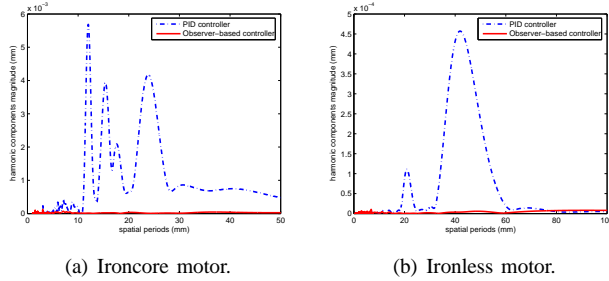 x 10⁻³
6
5
4
3
2
1
0
0 10 20 30 40 50
harmonic components magnitude (mm)
spatial periods (mm)
PID controller
Observer−based controller
(a) Ironcore motor.
x 10⁻⁴
5
4.5
4
3.5
3
2.5
2
1.5
1
0.5
0
0 20 40 60 80 100
harmonic components magnitude (mm)
spatial periods (mm)
PID controller
Observer−based controller
(b) Ironless motor.